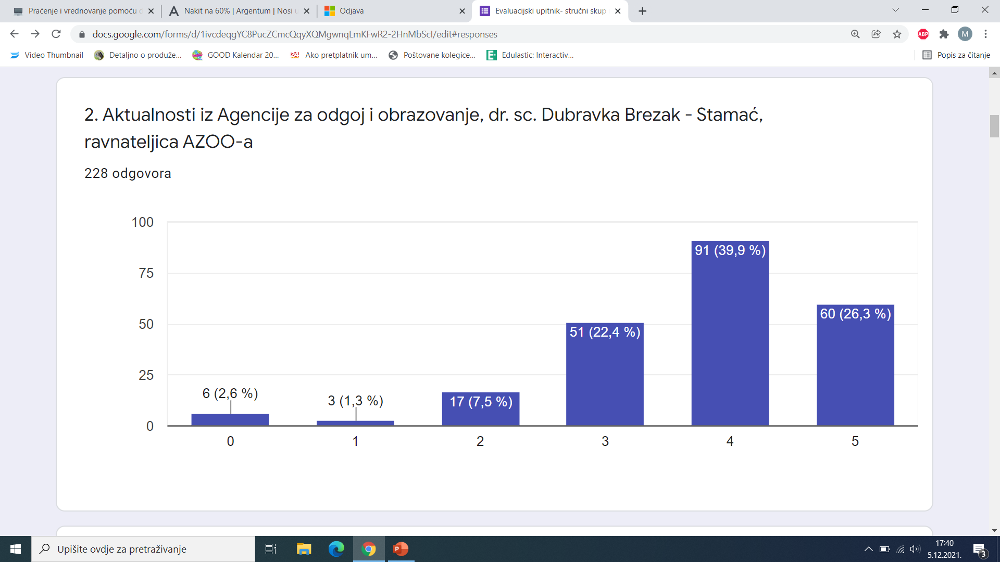 Praćenje i vrednovanje pomoću
Nakit na 60% | Argentum | Nosi
Odjava
Evaluacijski upitnik- stručni skup
docs.google.com/forms/d/1ivcdeqgYC8PucZCmcQqyXQMgwnqLmKFwR2-2HnMbScI/edit#responses
ABP
M
Video Thumbnail
Detaljno o produže...
GOOD Kalendar 20...
Ako pretplatnik um...
Poštovane kolegice...
Edulastic: Interactiv...
Popis za čitanje
2. Aktualnosti iz Agencije za odgoj i obrazovanje, dr. sc. Dubravka Brezak - Stamać,
ravnateljica AZOO-a
228 odgovora
100
75
50
25
0
6 (2,6 %)
3 (1,3 %)
17 (7,5 %)
51 (22,4 %)
91 (39,9 %)
60 (26,3 %)
0 1 2 3 4 5
Upišite ovdje za pretraživanje
17:40
5.12.2021.
3